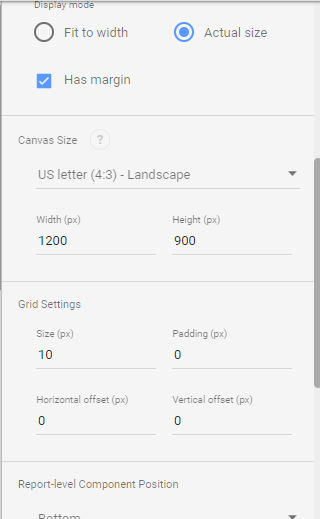 Display mode
Fit to width
Actual size
Has margin
Canvas Size ?
US letter (4:3) - Landscape
Width (px) Height (px)
1200 900
Grid Settings
Size (px) Padding (px)
10 0
Horizontal offset (px) Vertical offset (px)
0 0
Report-level Component Position
Bottom